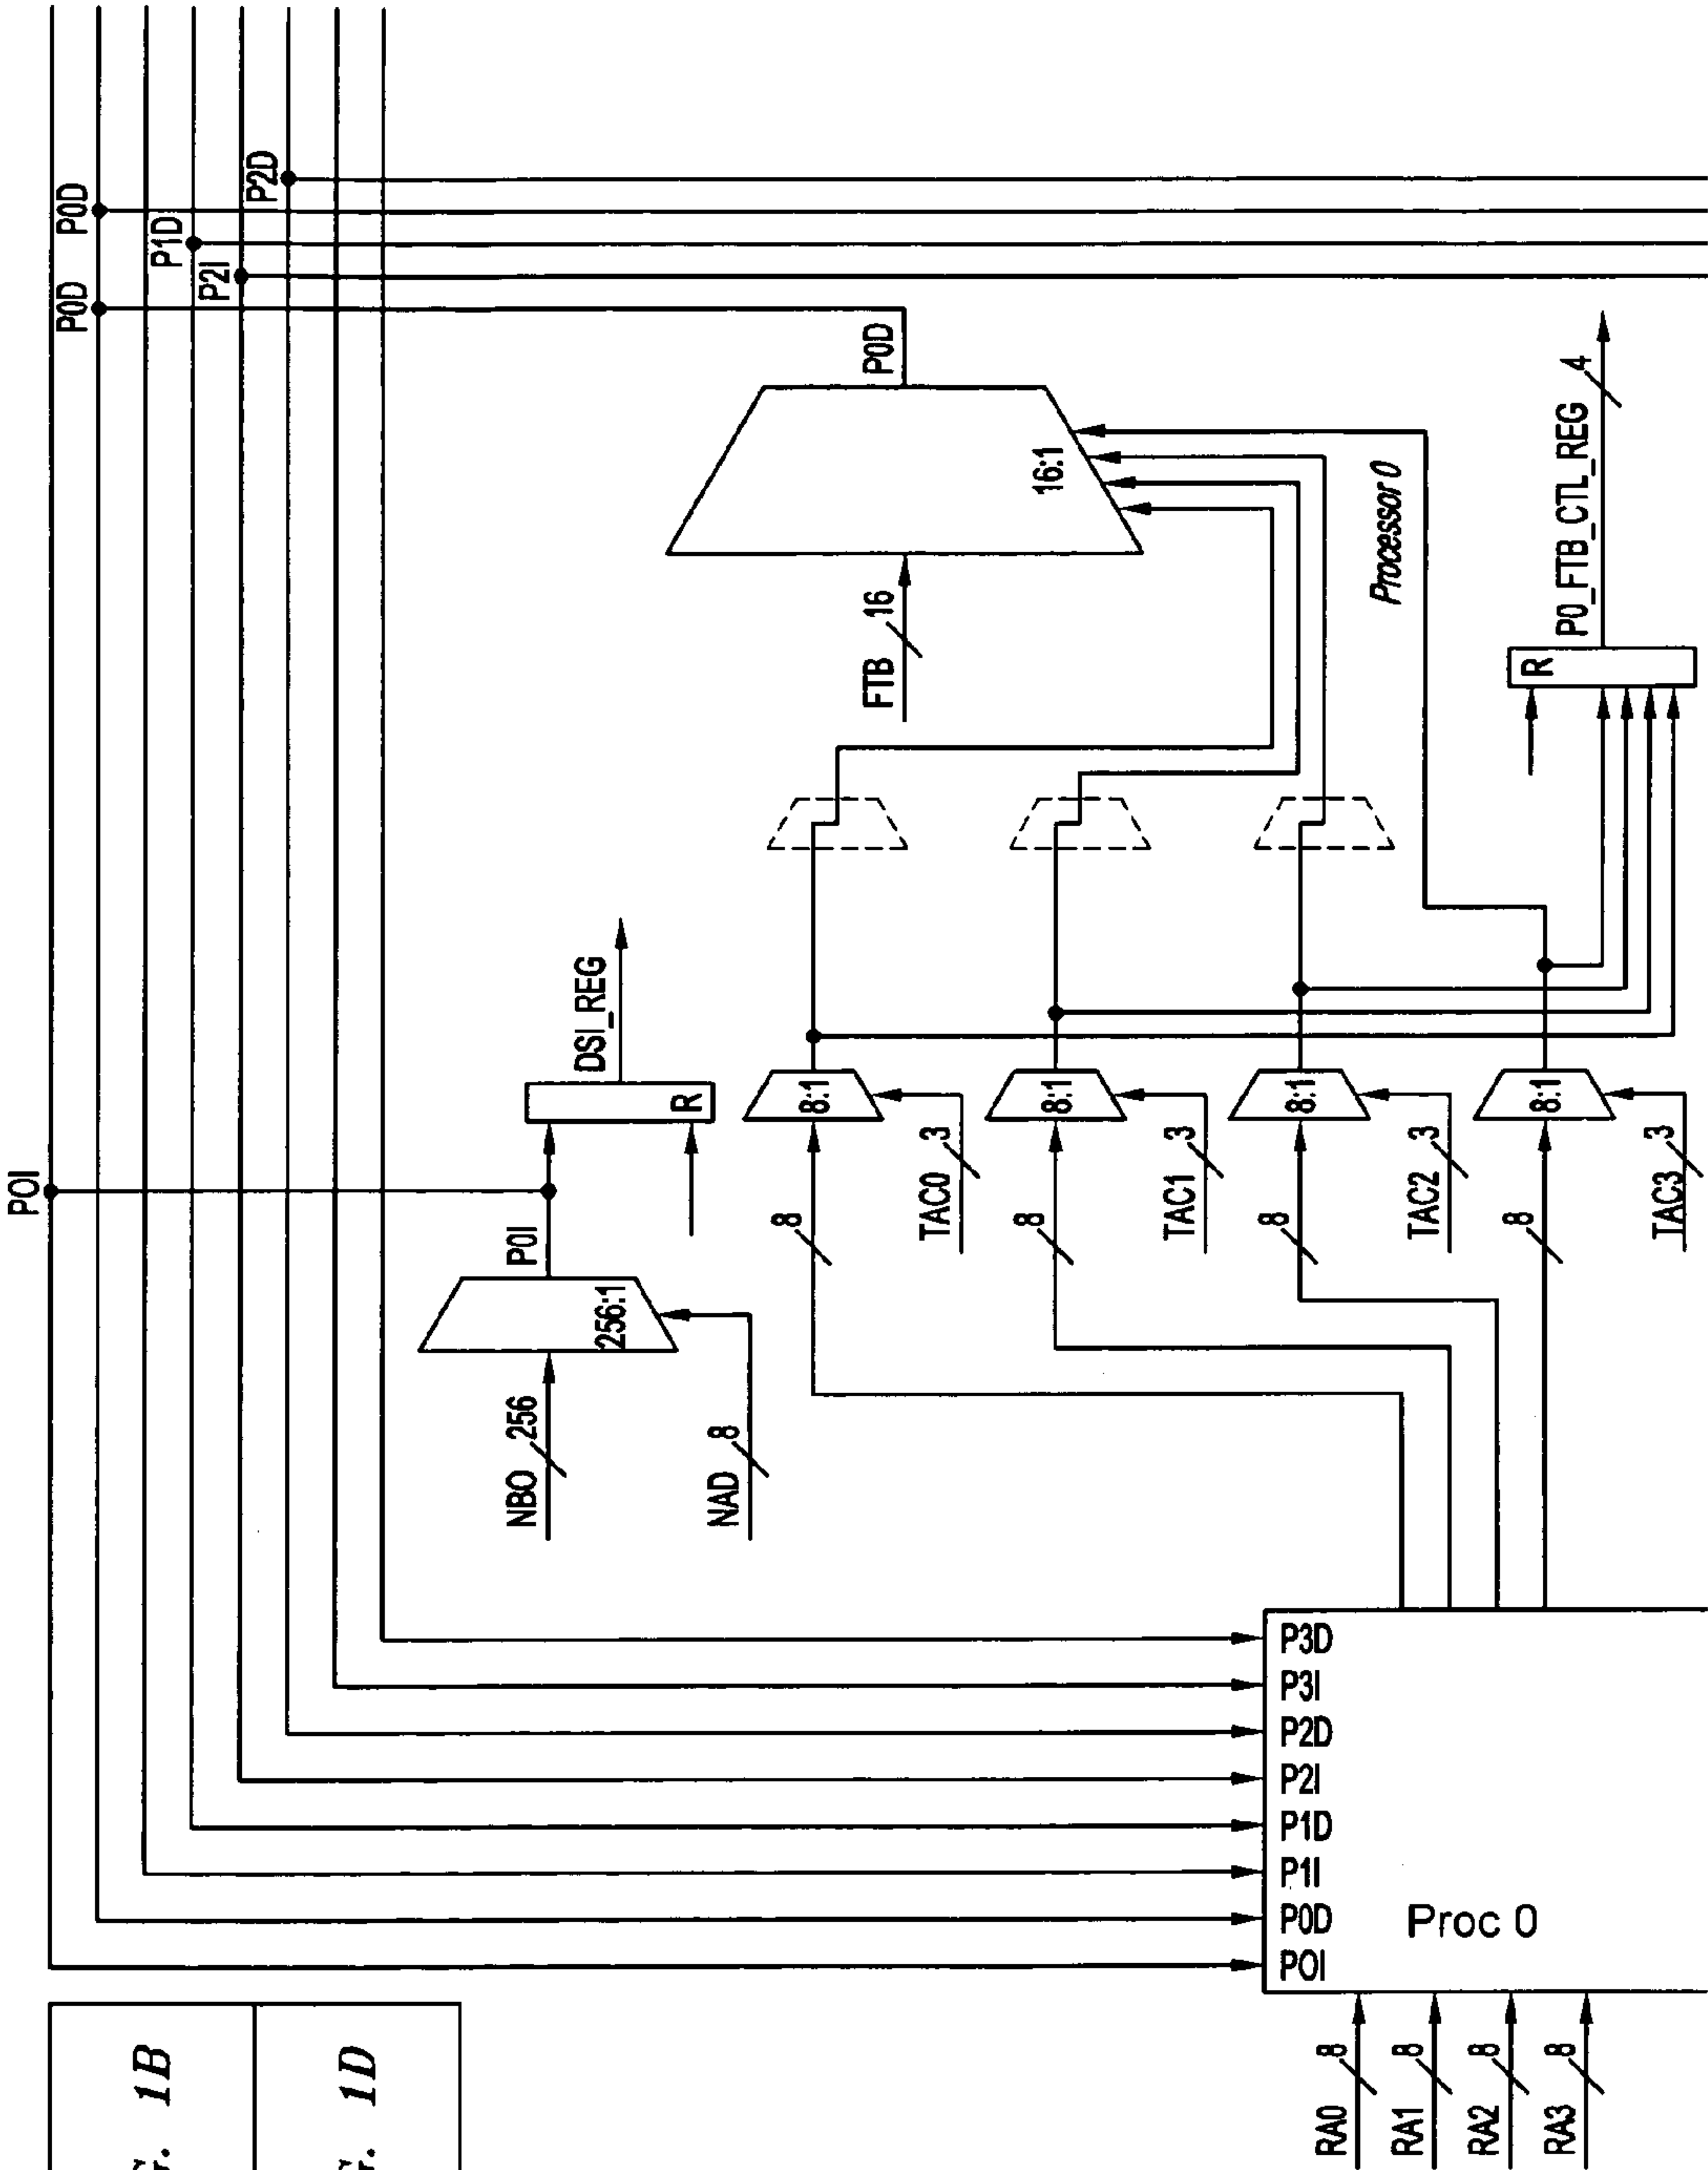 POI
P0D
P0D
P1D
P2I
P2D
DSI_REG
R
P0I
256:1
NBO 256
NAD 8
8:1
8
TAC0 3
8:1
8
TAC1 3
8:1
8
TAC2 3
8:1
8
TAC3 3
P0D
16:1
FTB 16
Processor 0
P0_FTB_CTL_REG 4
R
P3D
P3I
P2D
P2I
P1D
P1I
P0D
POI
Proc 0
RA0 8
RA1 8
RA2 8
RA3 8
1B
1D